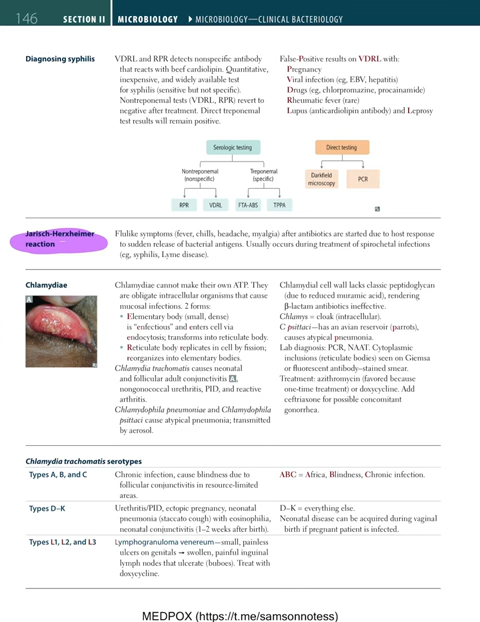 146
SECTION II
MICROBIOLOGY
MICROBIOLOGY—CLINICAL BACTERIOLOGY
Diagnosing syphilis
VDRL and RPR detects nonspecific antibody
that reacts with beef cardiolipin. Quantitative,
inexpensive, and widely available test
for syphilis (sensitive but not specific).
Nontreponemal tests (VDRL, RPR) revert to
negative after treatment. Direct treponemal
test results will remain positive.
False-Positive results on VDRL with:
Pregnancy
Viral infection (eg, EBV, hepatitis)
Drugs (eg, chlorpromazine, procainamide)
Rheumatic fever (rare)
Lupus (anticardiolipin antibody) and Leprosy
Serologic testing
Direct testing
Nontreponemal
(nonspecific)
Treponemal
(specific)
Darkfield
microscopy
PCR
RPR
VDRL
FTA-ABS
TPPA
Jarisch-Herxheimer
reaction
Flulike symptoms (fever, chills, headache, myalgia) after antibiotics are started due to host response
to sudden release of bacterial antigens. Usually occurs during treatment of spirochetal infections
(eg, syphilis, Lyme disease).
Chlamydiae
A
Chlamydiae cannot make their own ATP. They
are obligate intracellular organisms that cause
mucosal infections. 2 forms:
Elementary body (small, dense)
is "enfectious" and enters cell via
endocytosis; transforms into reticulate body.
Reticulate body replicates in cell by fission;
reorganizes into elementary bodies.
Chlamydia trachomatis causes neonatal
and follicular adult conjunctivitis A,
nongonococcal urethritis, PID, and reactive
arthritis.
Chlamydophila pneumoniae and Chlamydophila
psittaci cause atypical pneumonia; transmitted
by aerosol.
Chlamydial cell wall lacks classic peptidoglycan
(due to reduced muramic acid), rendering
β-lactam antibiotics ineffective.
Chlamys = cloak (intracellular).
C psittaci—has an avian reservoir (parrots),
causes atypical pneumonia.
Lab diagnosis: PCR, NAAT. Cytoplasmic
inclusions (reticulate bodies) seen on Giemsa
or fluorescent antibody–stained smear.
Treatment: azithromycin (favored because
one-time treatment) or doxycycline. Add
ceftriaxone for possible concomitant
gonorrhea.
Chlamydia trachomatis serotypes
Types A, B, and C
Chronic infection, cause blindness due to
follicular conjunctivitis in resource-limited
areas.
ABC = Africa, Blindness, Chronic infection.
Types D–K
Urethritis/PID, ectopic pregnancy, neonatal
pneumonia (staccato cough) with eosinophilia,
neonatal conjunctivitis (1–2 weeks after birth).
D–K = everything else.
Neonatal disease can be acquired during vaginal
birth if pregnant patient is infected.
Types L1, L2, and L3
Lymphogranuloma venereum—small, painless
ulcers on genitals → swollen, painful inguinal
lymph nodes that ulcerate (buboes). Treat with
doxycycline.
MEDPOX (https://t.me/samsonnotess)